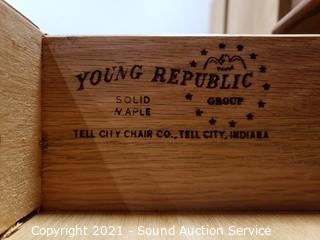 YOUNG REPUBLIC
SOLID
MAPLE
GROUP
TELL CITY CHAIR CO., TELL CITY, INDIANA
Copyright 2021 - Sound Auction Service